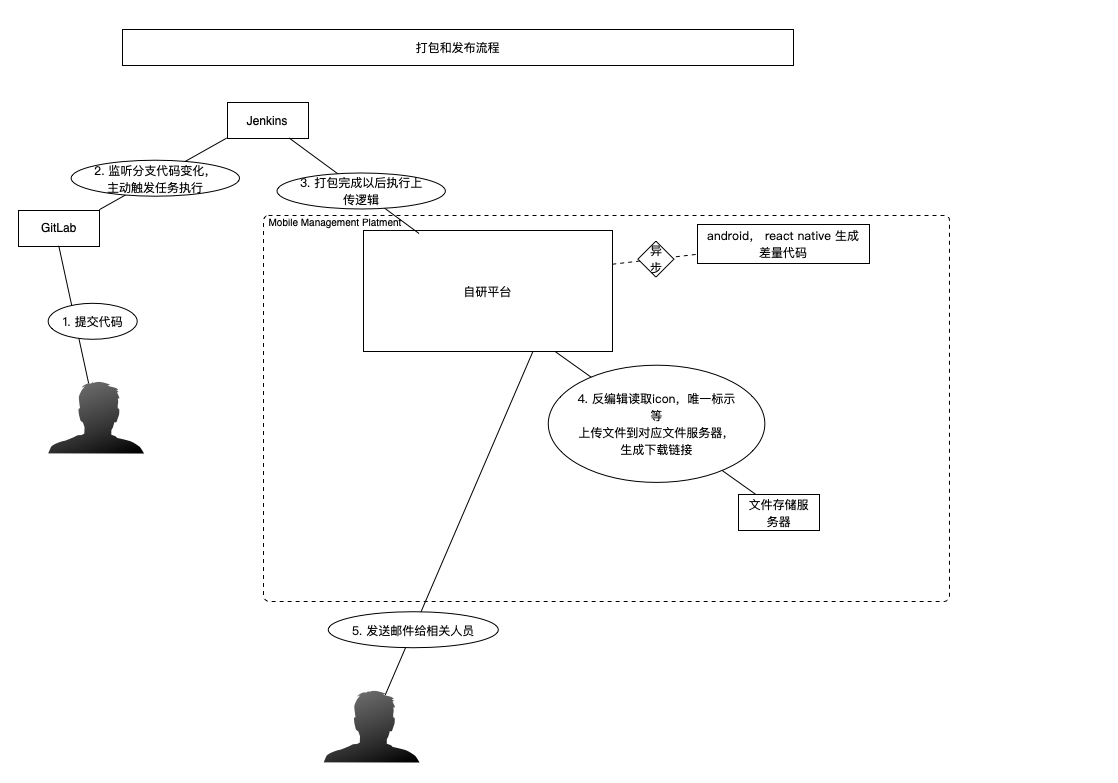 打包和发布流程
Jenkins
2. 监听分支代码变化，
主动触发任务执行
3. 打包完成以后执行上
传逻辑
GitLab
Mobile Management Platment
android， react native 生成
差量代码
异
步
自研平台
1. 提交代码
4. 反编辑读取icon，唯一标示
等
上传文件到对应文件服务器，
生成下载链接
文件存储服
务器
5. 发送邮件给相关人员